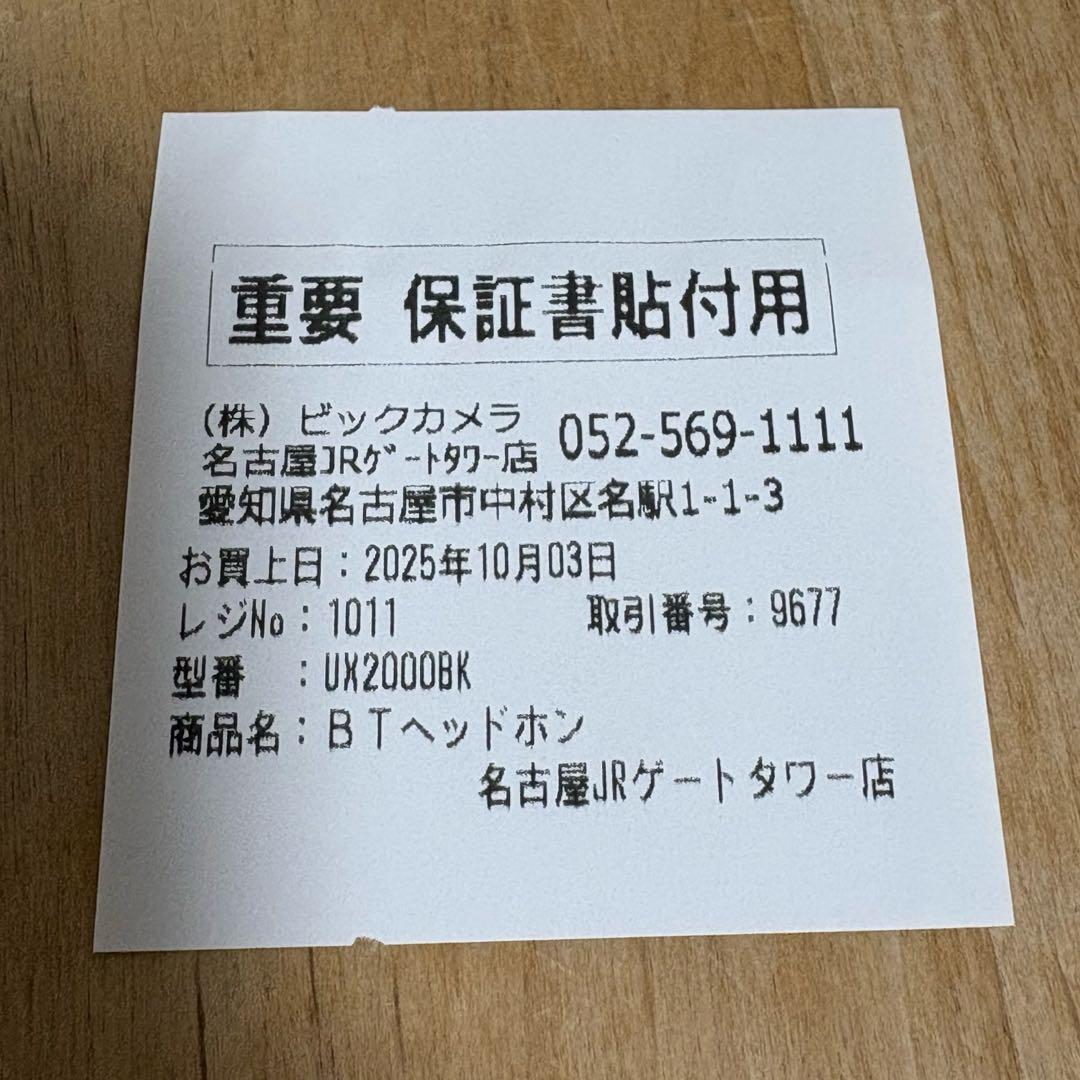 重要 保証書貼付用
(株) ビックカメラ 052-569-1111
名古屋JRゲートタワー店
愛知県名古屋市中村区名駅1-1-3
お買上日:2025年10月03日
レジNo:1011 取引番号:9677
型番 :UX2000BK
商品名:BTヘッドホン
名古屋JRゲートタワー店